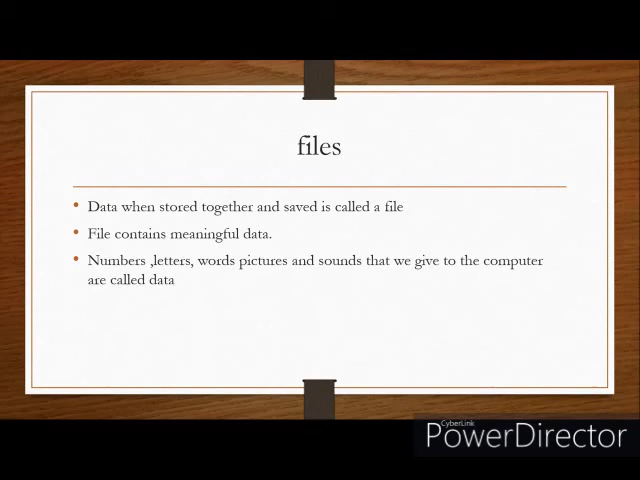 files
• Data when stored together and saved is called a file
• File contains meaningful data.
• Numbers ,letters, words pictures and sounds that we give to the computer
are called data
CyberLink
PowerDirector